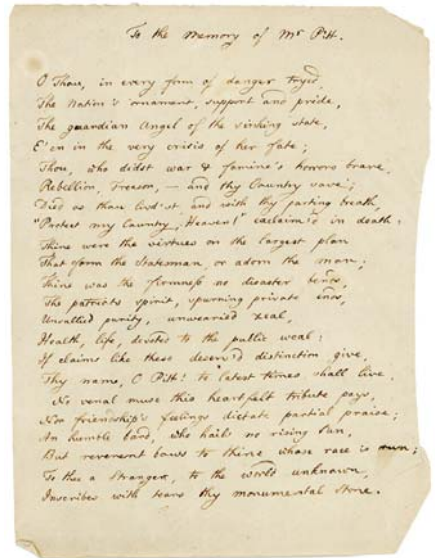 To the memory of Mr Pitt.
O Thou, in every form of danger tryed,
The Nation's ornament, support and pride,
The guardian Angel of the sinking state,
E'en in the very crisis of her fate;
Thou, who didst war & famine's horrors brave,
Rebellion, Treason, — and thy Country save;
Died as thou liv'dst and with thy parting breath,
"Protect my Country, Heaven!" exclaim'd in death:
Thine were the virtues on the largest plan
That form the Statesman or adorn the man;
Thine was the firmness no disaster bends,
The patriots spirit, spurning private ends,
Unsullied purity, unwearied zeal,
Health, life, devoted to the public weal:
If claims like these deserv'd distinction give,
Thy name, O Pitt! to latest times shall live.
No venal muse this heartfelt tribute pays,
Nor friendship's feelings dictate partial praise;
An humble bard, who hails no rising Sun,
But reverent bows to thine whose race is run;
To thee a Stranger, to the world unknown,
Inscribes with tears thy monumental Stone.